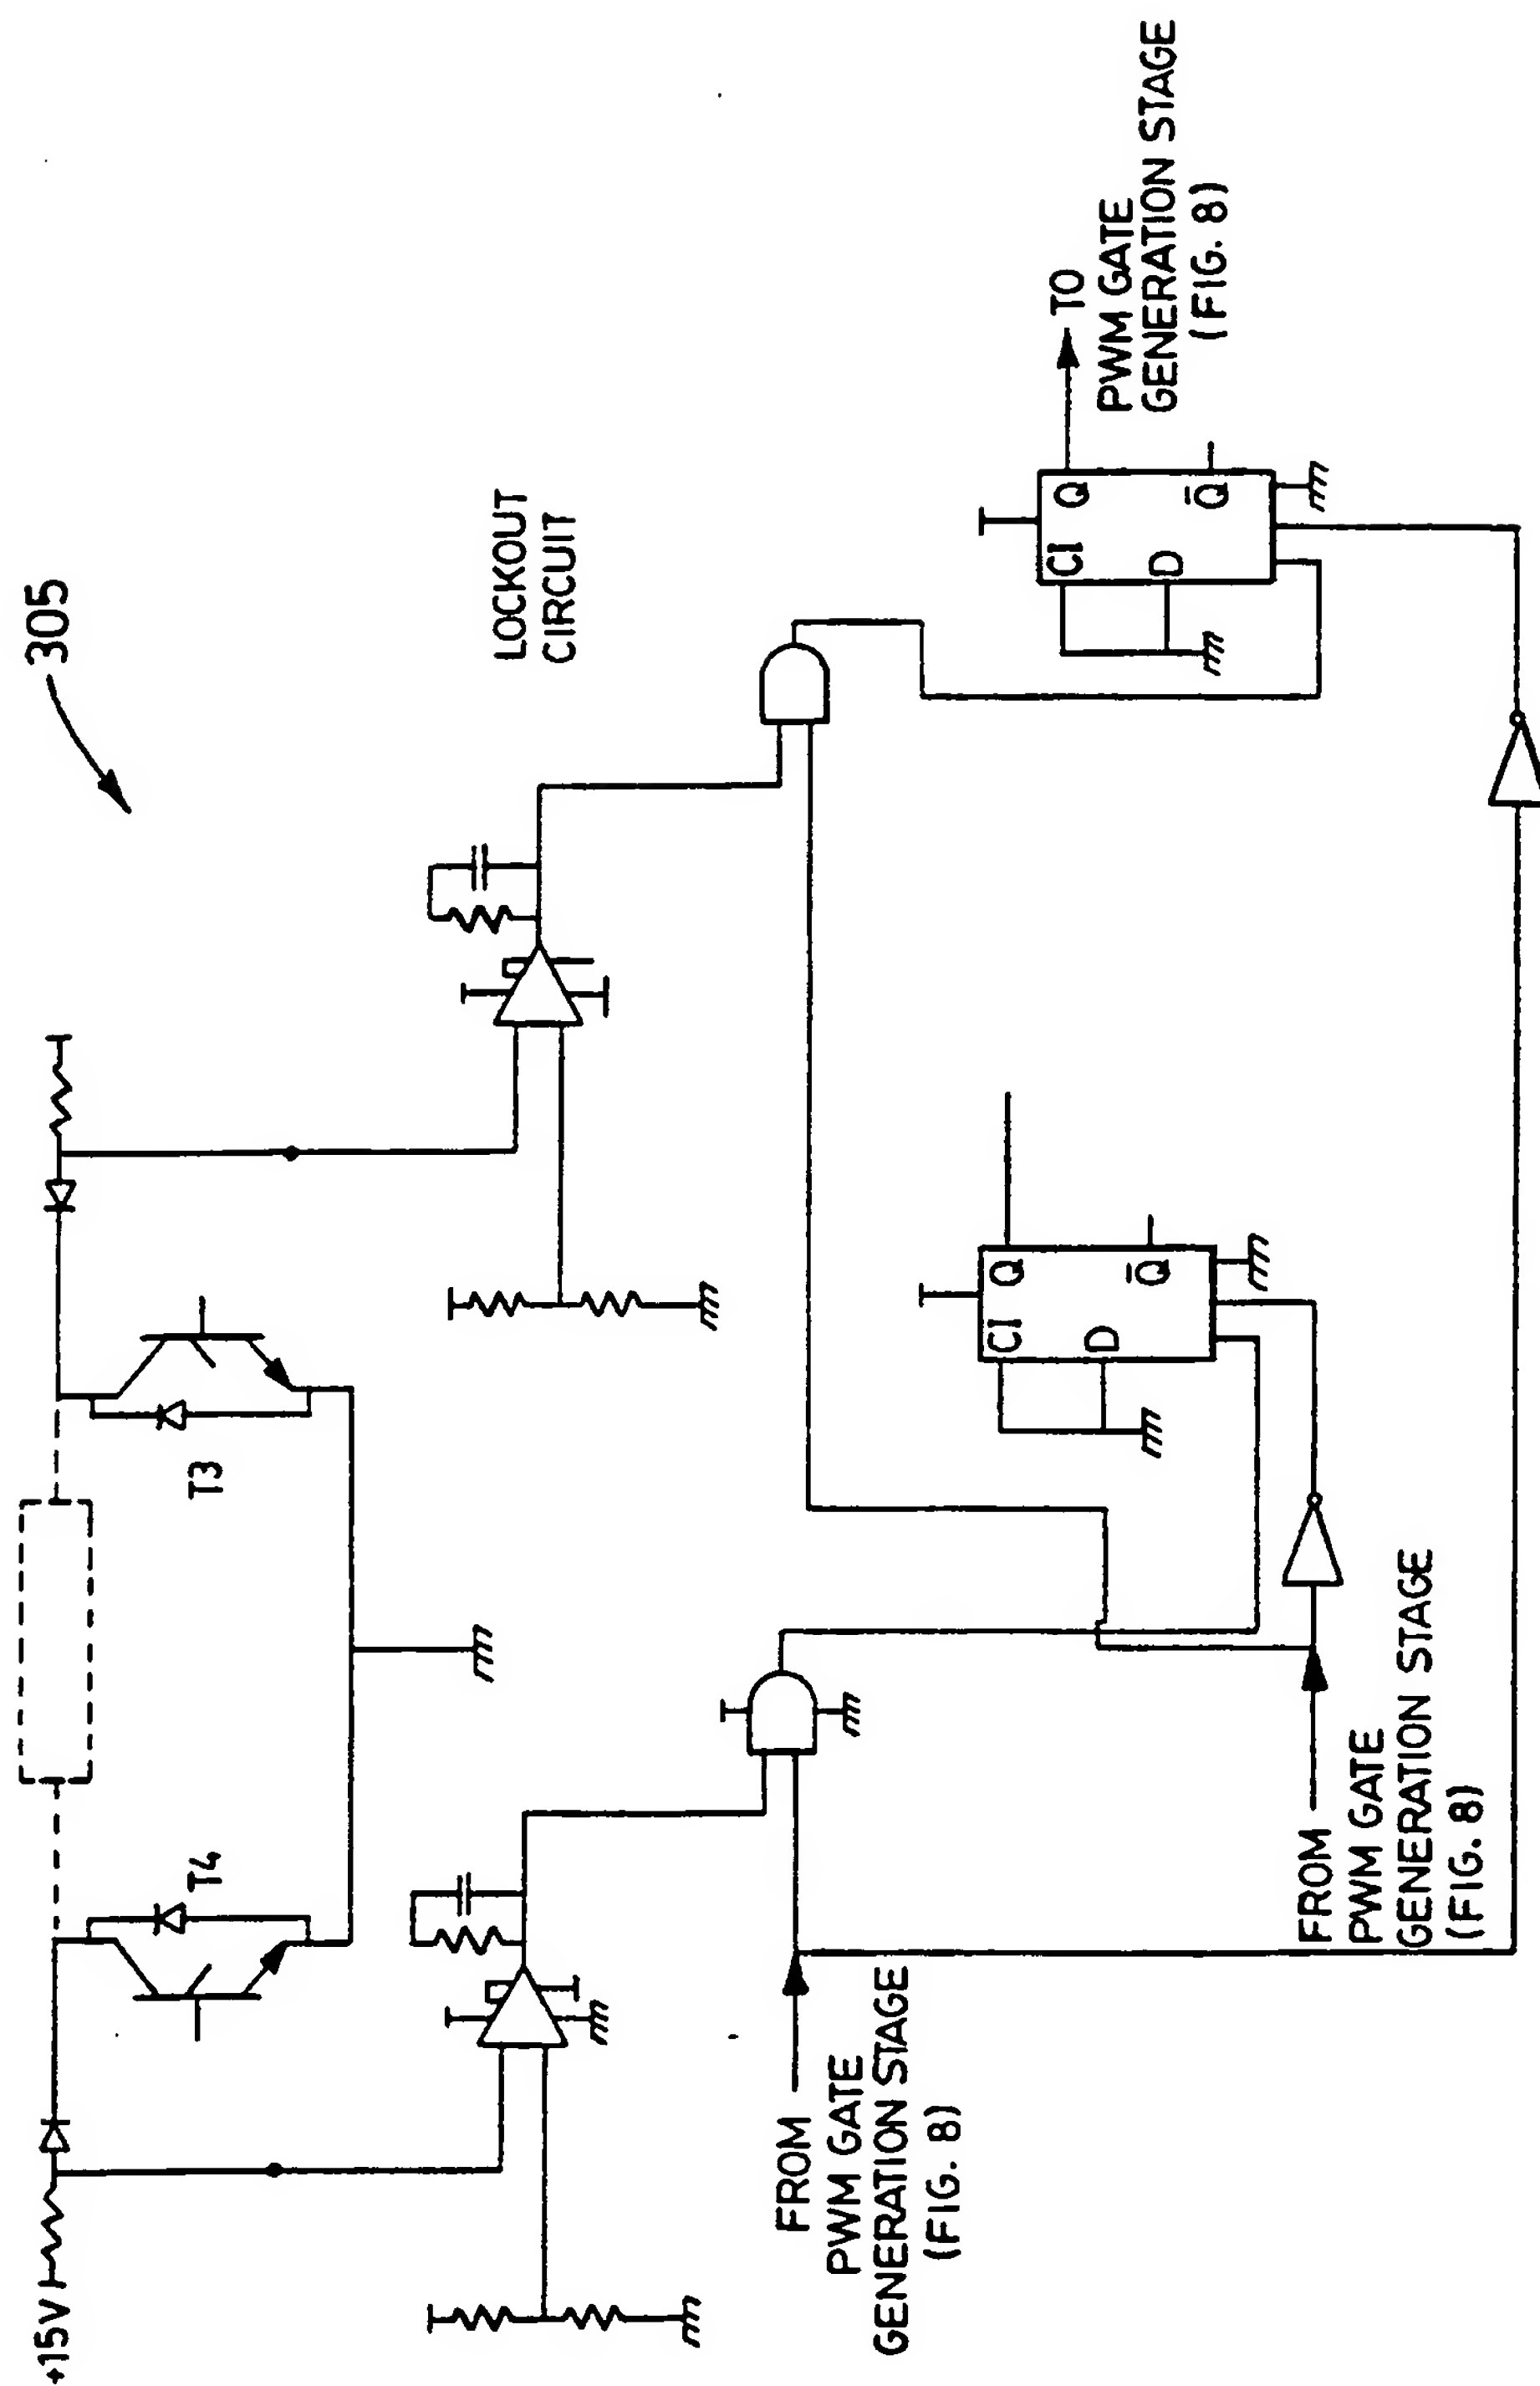 305
+15V
T4
T3
LOCKOUT
CIRCUIT
FROM
PWM GATE
GENERATION STAGE
(FIG. 8)
FROM
PWM GATE
GENERATION STAGE
(FIG. 8)
CI
Q
D
Q̅
CI
Q
D
Q̅
TO
PWM GATE
GENERATION STAGE
(FIG. 8)